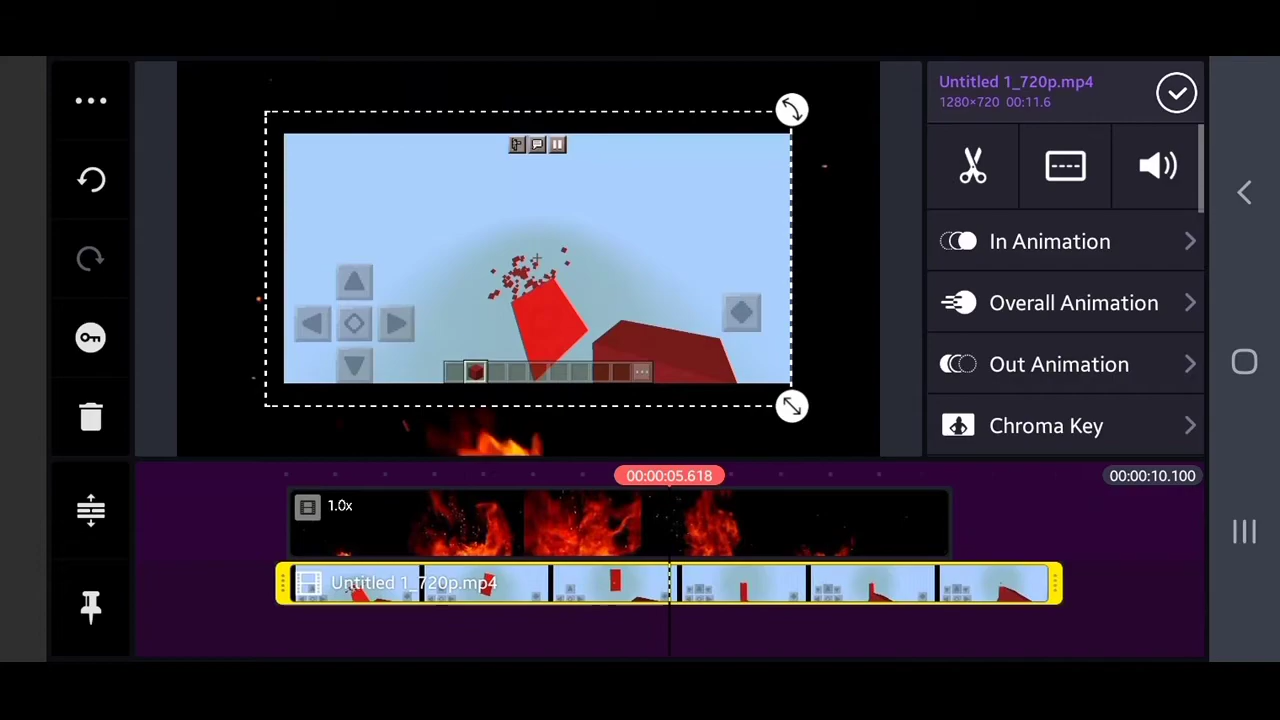 Untitled 1_720p.mp4
1280×720 00:11.6
In Animation
Overall Animation
Out Animation
Chroma Key
00:00:05.618
00:00:10.100
1.0x
Untitled 1_720p.mp4